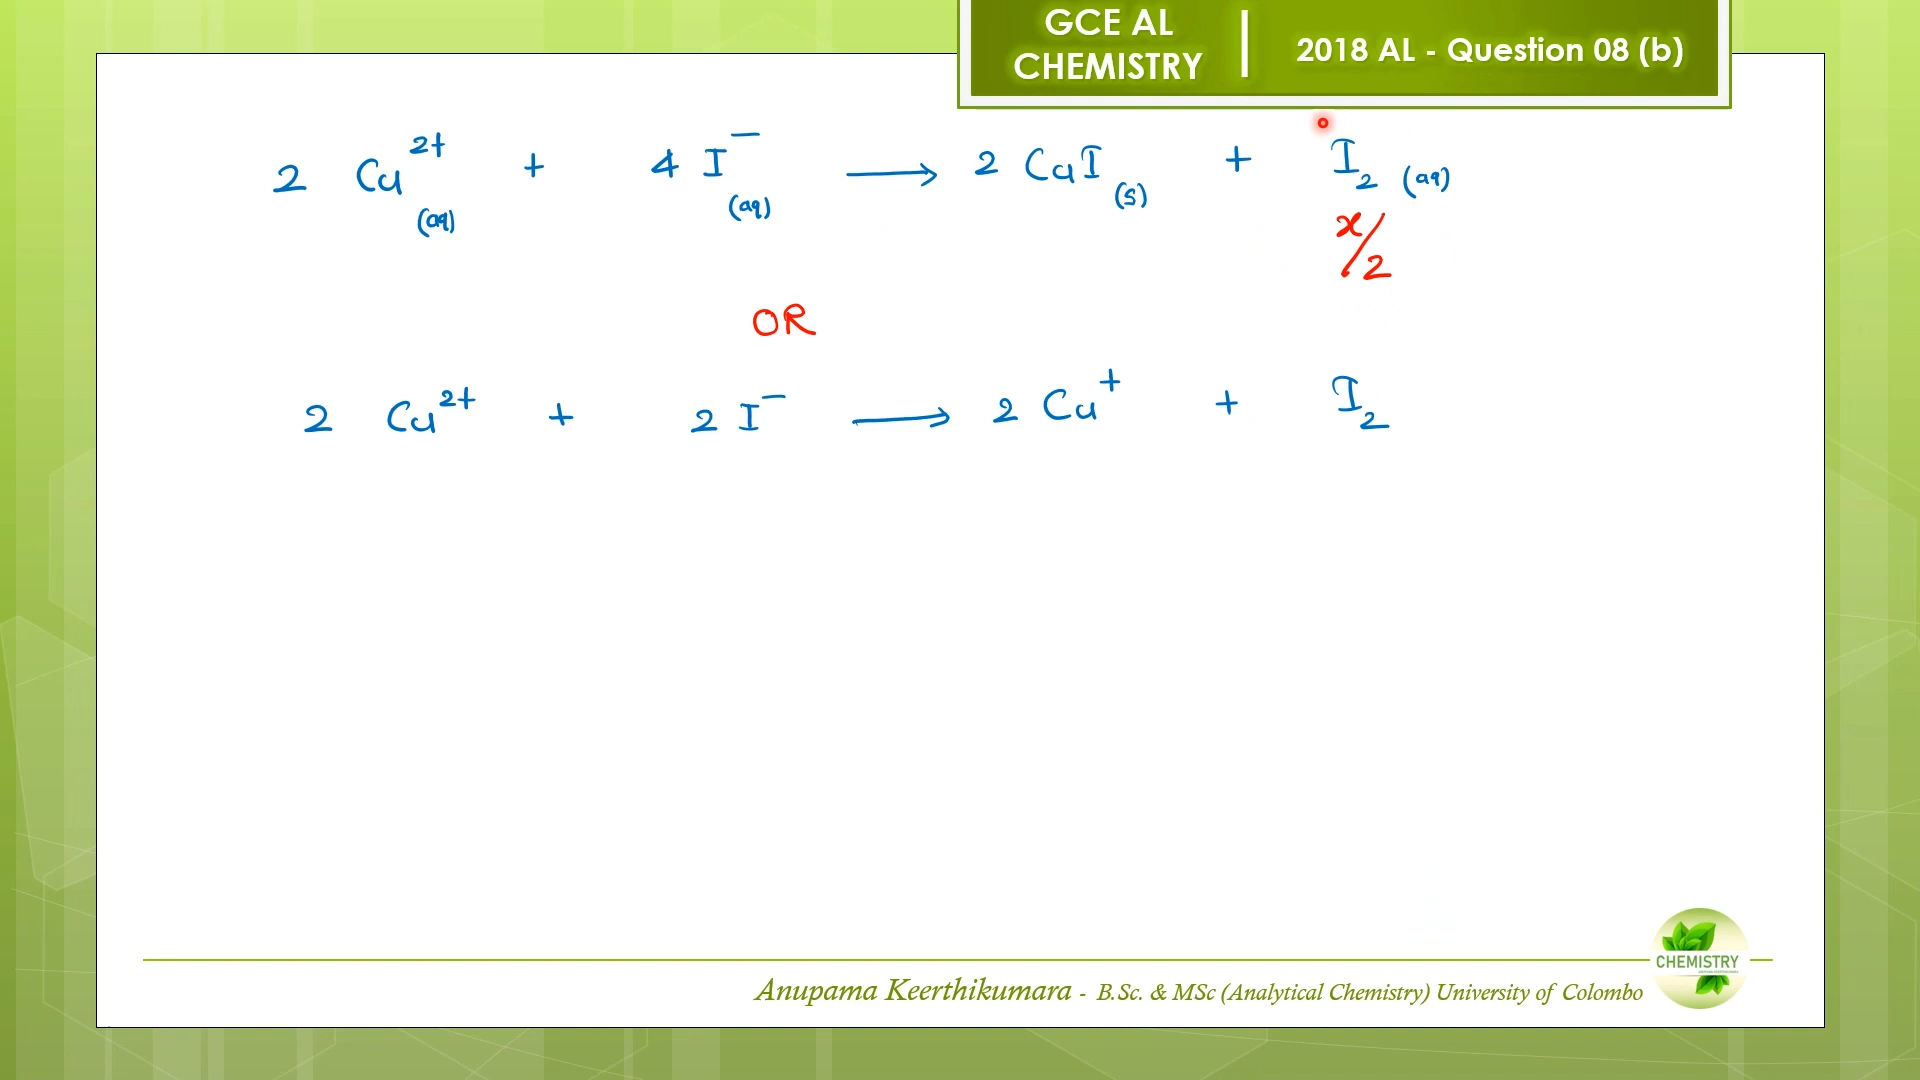 GCE AL
CHEMISTRY
2018 AL - Question 08 (b)
2 Cu²⁺ (aq) + 4 I⁻ (aq) ⟶ 2 CuI (s) + I₂ (aq)
x/2
OR
2 Cu²⁺ + 2 I⁻ ⟶ 2 Cu⁺ + I₂
CHEMISTRY
Anupama Keerthikumara - B.Sc. & MSc (Analytical Chemistry) University of Colombo